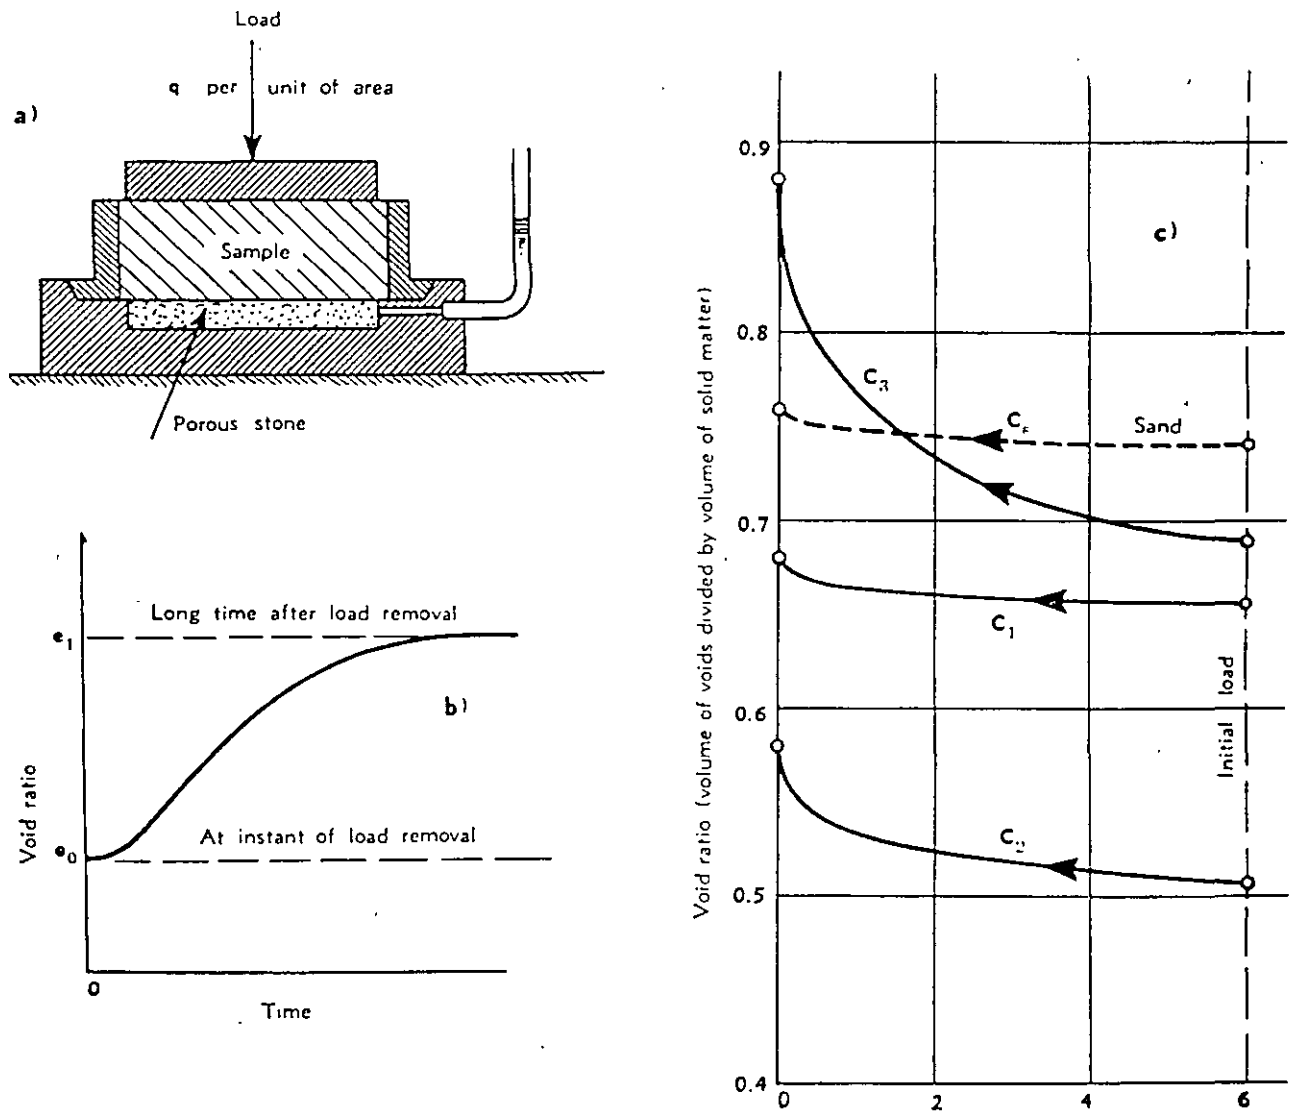 Load
q per unit of area
a)
Sample
Porous stone
Long time after load removal
e1
b)
Void ratio
At instant of load removal
e0
0
Time
0.9
c)
0.8
C3
Sand
0.7
C1
0.6
Initial load
C2
0.5
0.4
0 2 4 6
Void ratio (volume of voids divided by volume of solid matter)